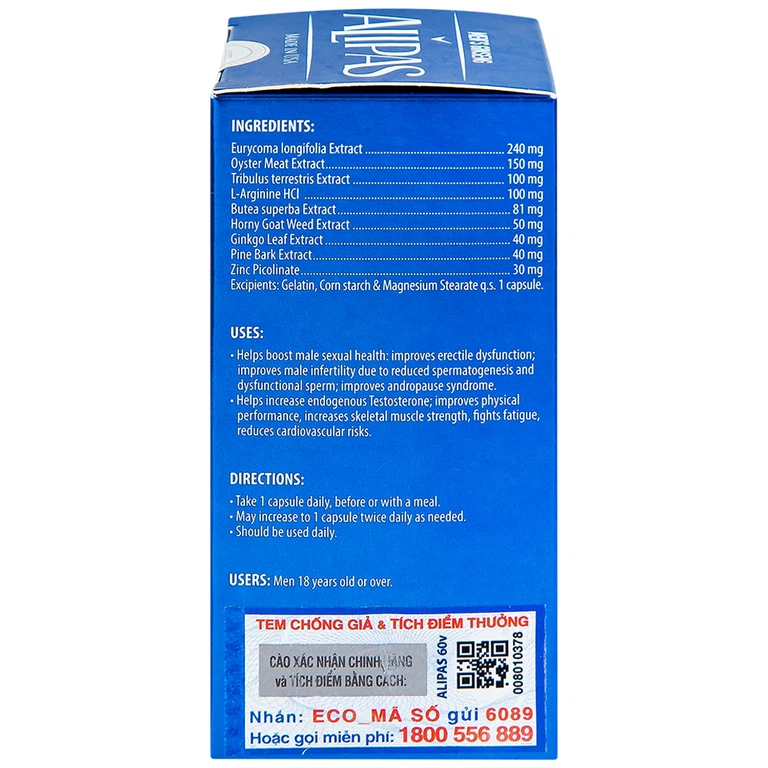 MEN'S GINSENG
ALIPAS
MADE IN USA
INGREDIENTS:
Eurycoma longifolia Extract ........ 240 mg
Oyster Meat Extract ........ 150 mg
Tribulus terrestris Extract ........ 100 mg
L-Arginine HCl ........ 100 mg
Butea superba Extract ........ 81 mg
Horny Goat Weed Extract ........ 50 mg
Ginkgo Leaf Extract ........ 40 mg
Pine Bark Extract ........ 40 mg
Zinc Picolinate ........ 30 mg
Excipients: Gelatin, Corn starch & Magnesium Stearate q.s. 1 capsule.
USES:
• Helps boost male sexual health: improves erectile dysfunction;
improves male infertility due to reduced spermatogenesis and
dysfunctional sperm; improves andropause syndrome.
• Helps increase endogenous Testosterone; improves physical
performance, increases skeletal muscle strength, fights fatigue,
reduces cardiovascular risks.
DIRECTIONS:
• Take 1 capsule daily, before or with a meal.
• May increase to 1 capsule twice daily as needed.
• Should be used daily.
USERS: Men 18 years old or over.
TEM CHỐNG GIẢ & TÍCH ĐIỂM THƯỞNG
CÀO XÁC NHẬN CHÍNH HÃNG
và TÍCH ĐIỂM BẰNG CÁCH:
ALIPAS 60v
008010378
Nhắn: ECO_MÃ SỐ gửi 6089
Hoặc gọi miễn phí: 1800 556 889